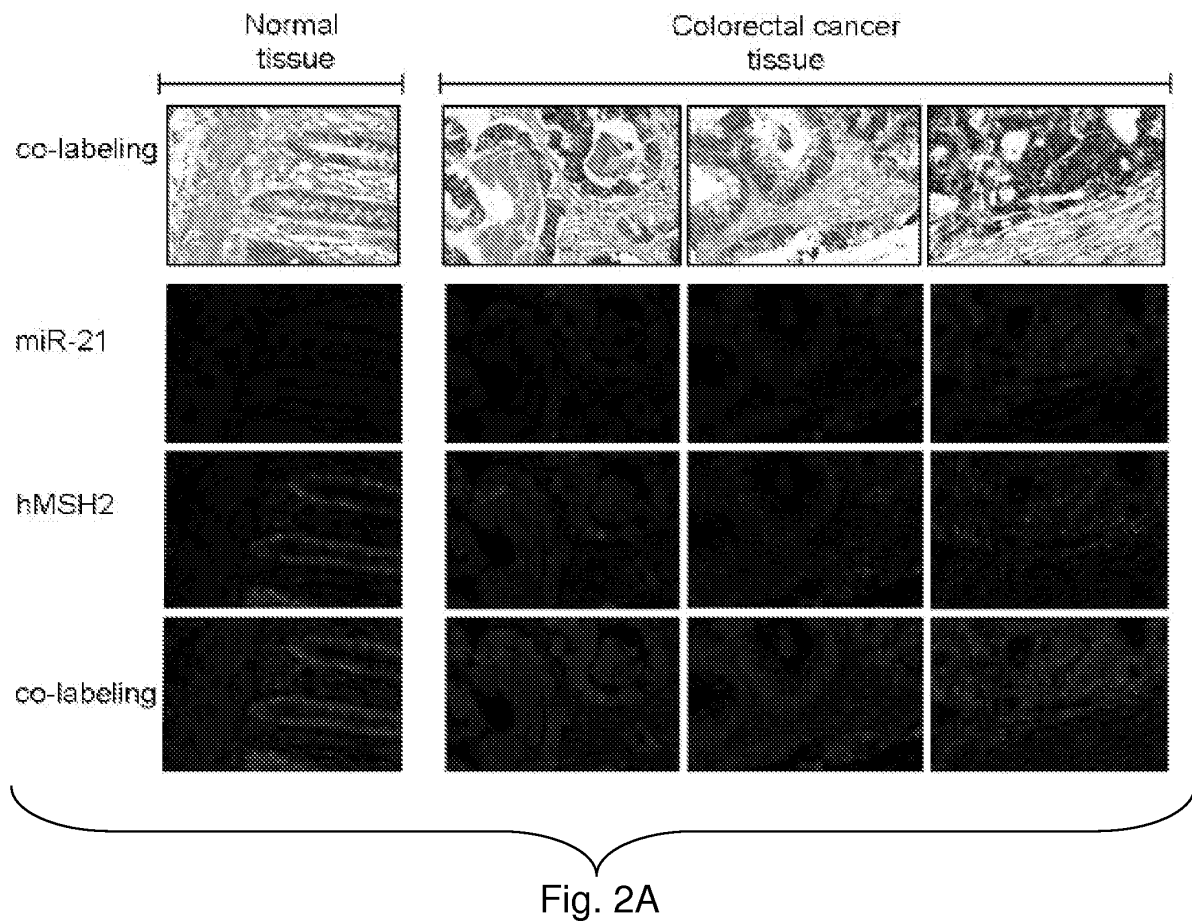 Normal
tissue
Colorectal cancer
tissue
co-labeling
miR-21
hMSH2
co-labeling
Fig. 2A